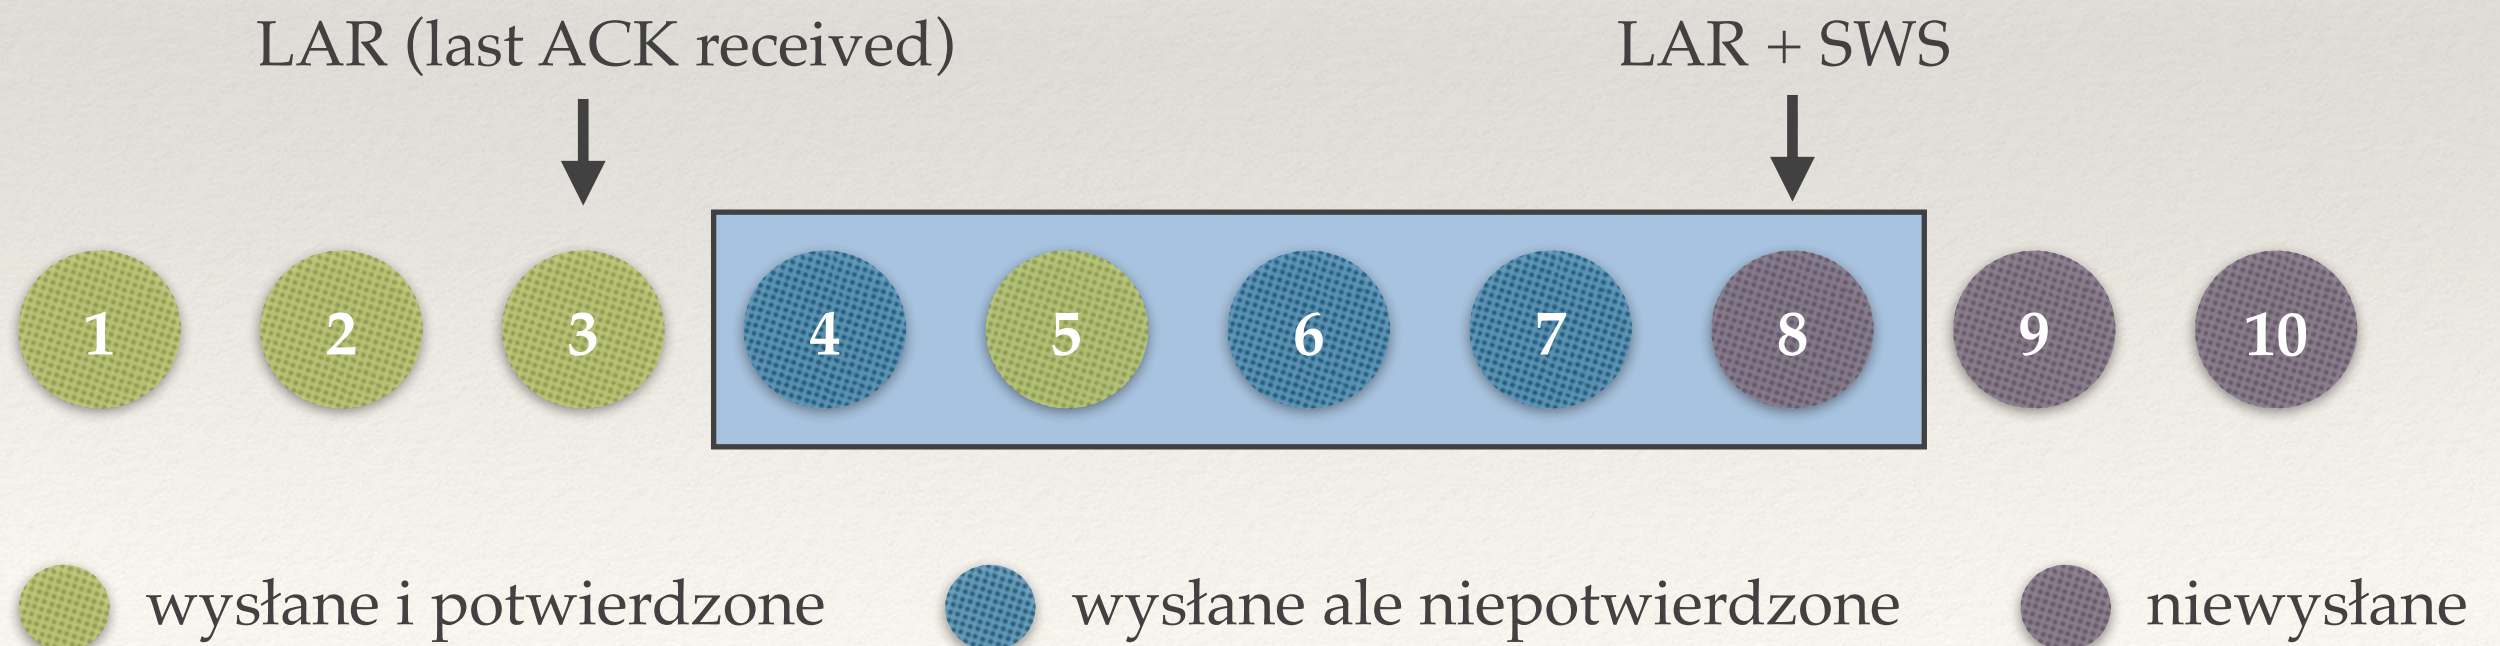 LAR (last ACK received) LAR + SWS
1 2 3 4 5 6 7 8 9 10
wysłane i potwierdzone wysłane ale niepotwierdzone niewysłane